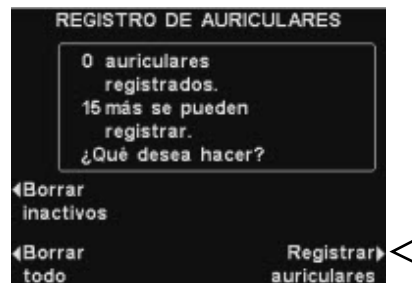 REGISTRO DE AURICULARES
0 auriculares
registrados.
15 más se pueden
registrar.
¿Qué desea hacer?
Borrar
inactivos
Borrar
todo
Registrar
auriculares